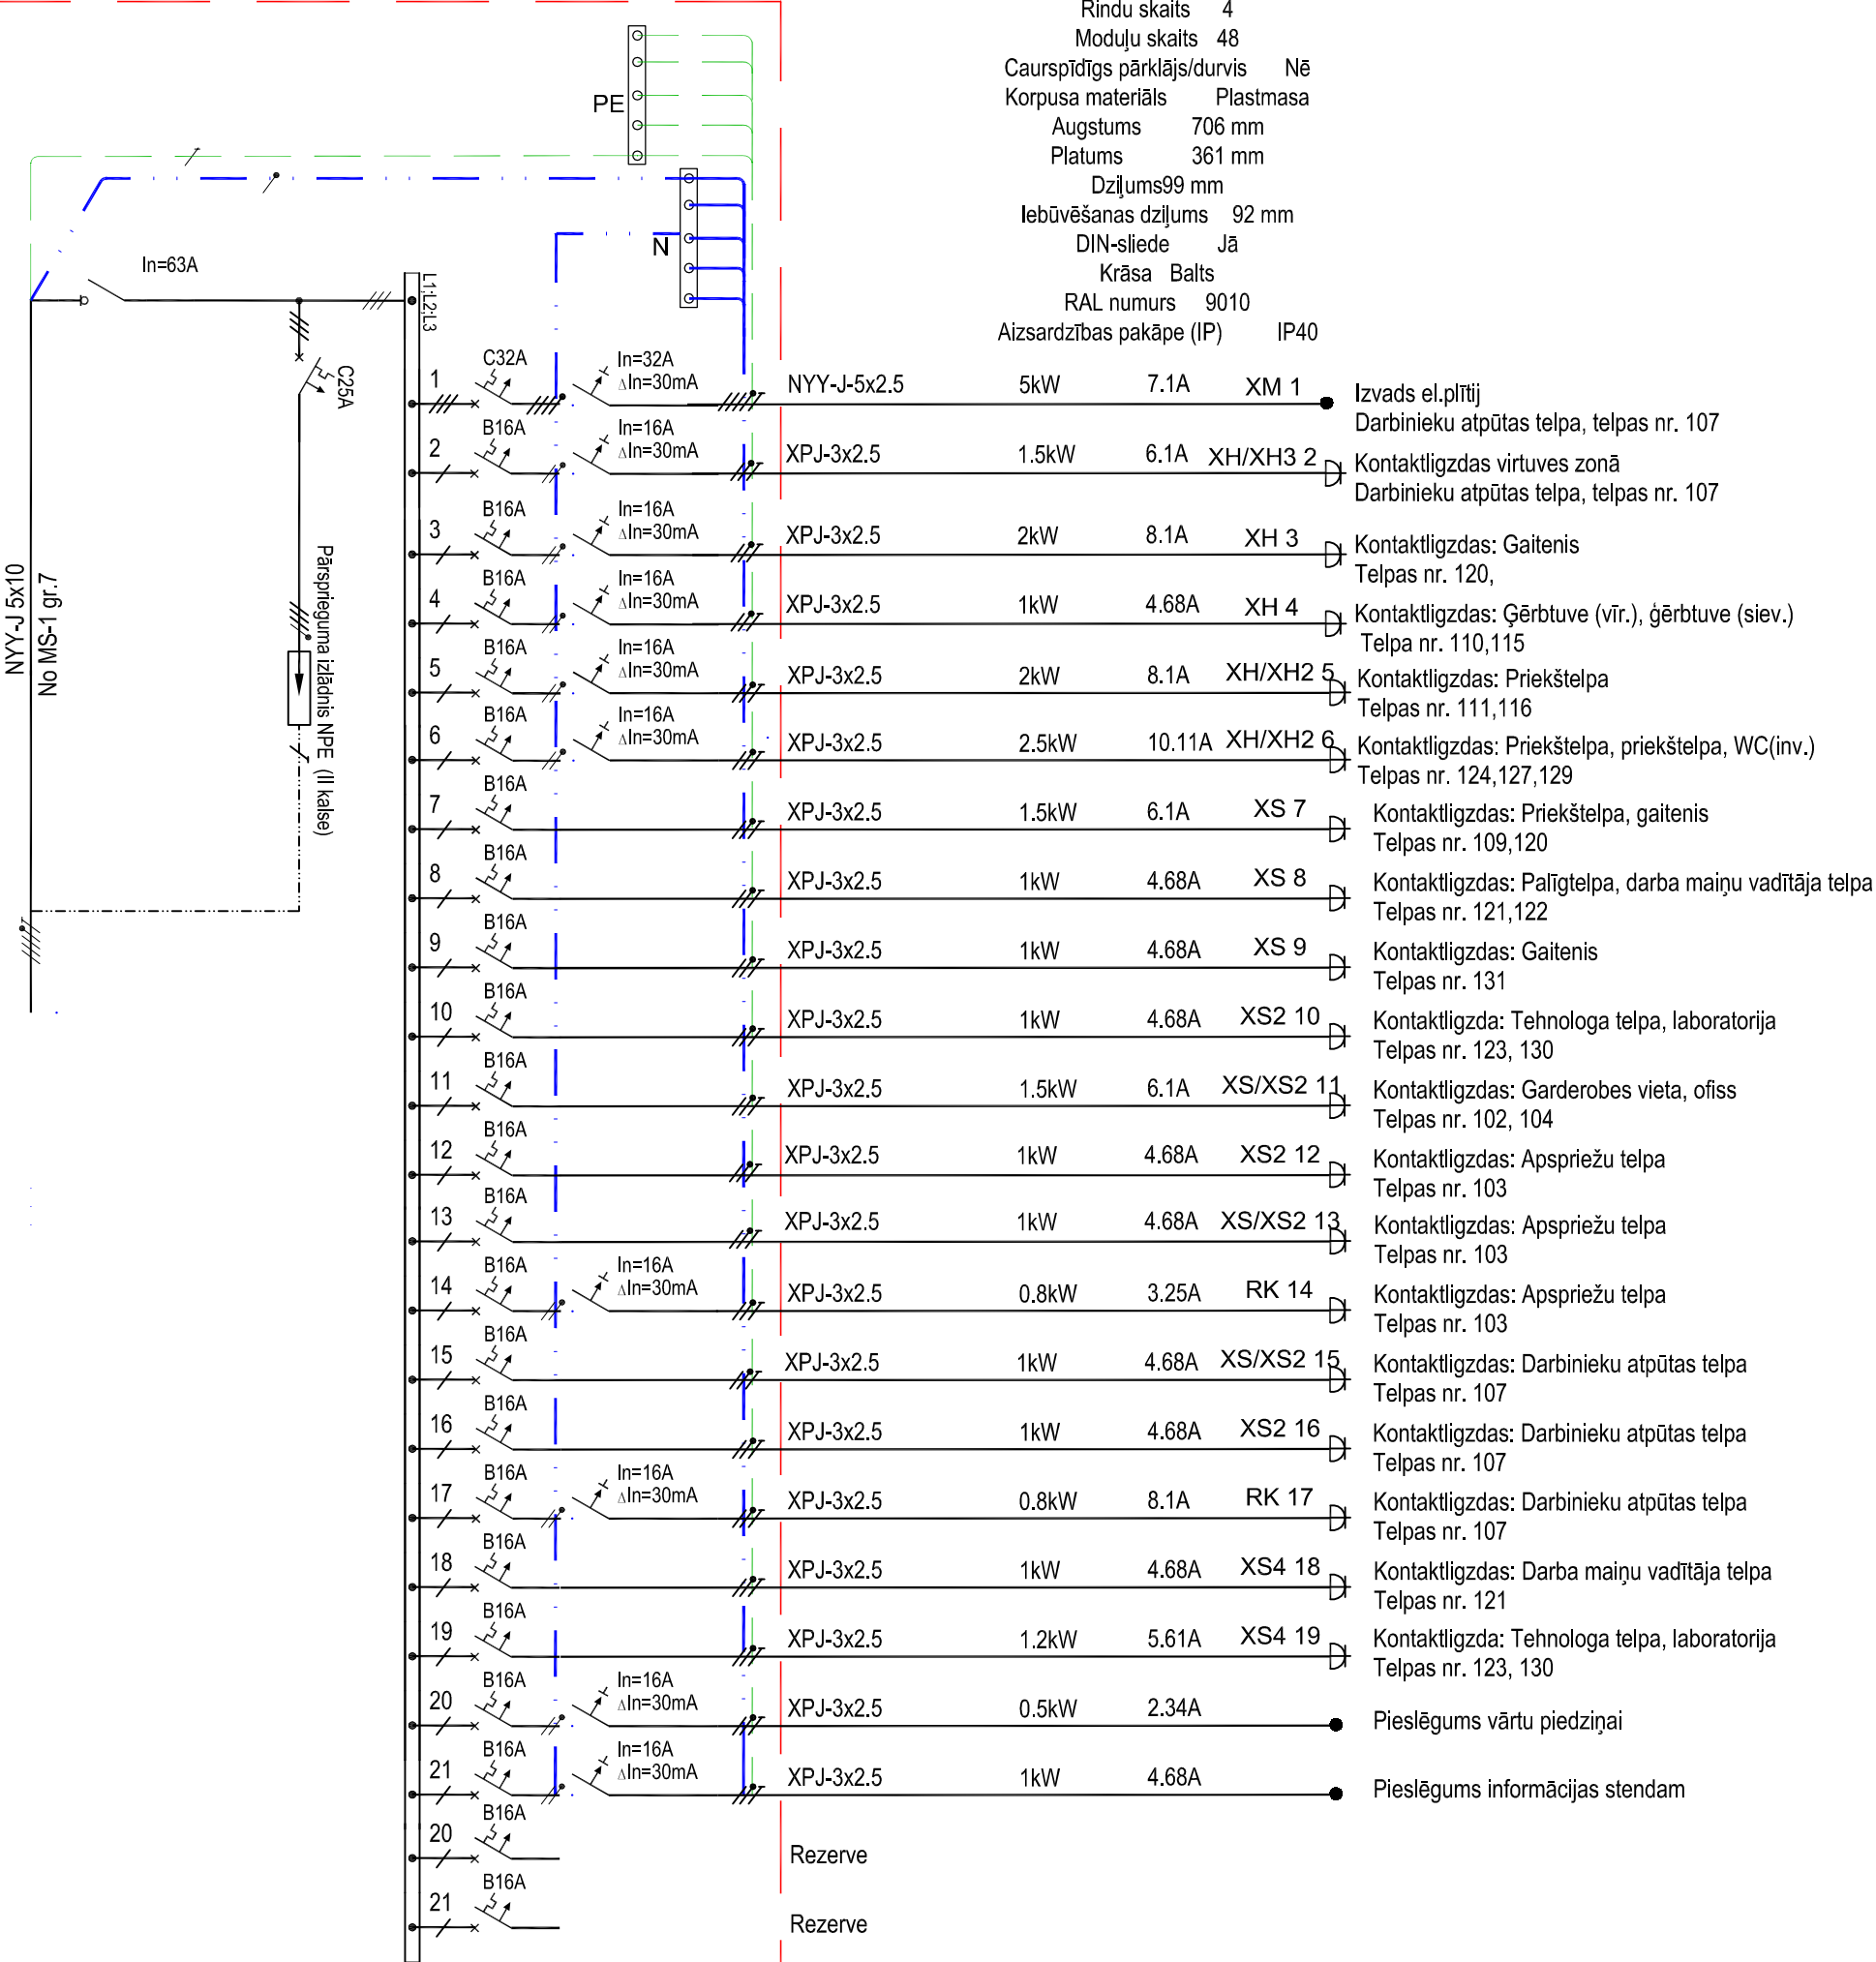 Rindu skaits 4
Moduļu skaits 48
Caurspīdīgs pārklājs/durvis Nē
Korpusa materiāls Plastmasa
Augstums 706 mm
Platums 361 mm
Dziļums99 mm
Iebūvēšanas dziļums 92 mm
DIN-sliede Jā
Krāsa Balts
RAL numurs 9010
Aizsardzības pakāpe (IP) IP40
PE
N
In=63A
L1;L2;L3
C25A
Pārsprieguma izlādnis NPE (II kalse)
NYY-J 5x10
No MS-1 gr.7
1 C32A In=32A
ΔIn=30mA NYY-J-5x2.5 5kW 7.1A XM 1 Izvads el.plītij
Darbinieku atpūtas telpa, telpas nr. 107
2 B16A In=16A
ΔIn=30mA XPJ-3x2.5 1.5kW 6.1A XH/XH3 2 Kontaktligzdas virtuves zonā
Darbinieku atpūtas telpa, telpas nr. 107
3 B16A In=16A
ΔIn=30mA XPJ-3x2.5 2kW 8.1A XH 3 Kontaktligzdas: Gaitenis
Telpas nr. 120,
4 B16A In=16A
ΔIn=30mA XPJ-3x2.5 1kW 4.68A XH 4 Kontaktligzdas: Ģērbtuve (vīr.), ģērbtuve (siev.)
Telpa nr. 110,115
5 B16A In=16A
ΔIn=30mA XPJ-3x2.5 2kW 8.1A XH/XH2 5 Kontaktligzdas: Priekštelpa
Telpas nr. 111,116
6 B16A In=16A
ΔIn=30mA XPJ-3x2.5 2.5kW 10.11A XH/XH2 6 Kontaktligzdas: Priekštelpa, priekštelpa, WC(inv.)
Telpas nr. 124,127,129
7 B16A XPJ-3x2.5 1.5kW 6.1A XS 7 Kontaktligzdas: Priekštelpa, gaitenis
Telpas nr. 109,120
8 B16A XPJ-3x2.5 1kW 4.68A XS 8 Kontaktligzdas: Palīgtelpa, darba maiņu vadītāja telpa
Telpas nr. 121,122
9 B16A XPJ-3x2.5 1kW 4.68A XS 9 Kontaktligzdas: Gaitenis
Telpas nr. 131
10 B16A XPJ-3x2.5 1kW 4.68A XS2 10 Kontaktligzda: Tehnologa telpa, laboratorija
Telpas nr. 123, 130
11 B16A XPJ-3x2.5 1.5kW 6.1A XS/XS2 11 Kontaktligzdas: Garderobes vieta, ofiss
Telpas nr. 102, 104
12 B16A XPJ-3x2.5 1kW 4.68A XS2 12 Kontaktligzdas: Apspriežu telpa
Telpas nr. 103
13 B16A XPJ-3x2.5 1kW 4.68A XS/XS2 13 Kontaktligzdas: Apspriežu telpa
Telpas nr. 103
14 B16A In=16A
ΔIn=30mA XPJ-3x2.5 0.8kW 3.25A RK 14 Kontaktligzdas: Apspriežu telpa
Telpas nr. 103
15 B16A XPJ-3x2.5 1kW 4.68A XS/XS2 15 Kontaktligzdas: Darbinieku atpūtas telpa
Telpas nr. 107
16 B16A XPJ-3x2.5 1kW 4.68A XS2 16 Kontaktligzdas: Darbinieku atpūtas telpa
Telpas nr. 107
17 B16A In=16A
ΔIn=30mA XPJ-3x2.5 0.8kW 8.1A RK 17 Kontaktligzdas: Darbinieku atpūtas telpa
Telpas nr. 107
18 B16A XPJ-3x2.5 1kW 4.68A XS4 18 Kontaktligzdas: Darba maiņu vadītāja telpa
Telpas nr. 121
19 B16A XPJ-3x2.5 1.2kW 5.61A XS4 19 Kontaktligzda: Tehnologa telpa, laboratorija
Telpas nr. 123, 130
20 B16A In=16A
ΔIn=30mA XPJ-3x2.5 0.5kW 2.34A Pieslēgums vārtu piedziņai
21 B16A In=16A
ΔIn=30mA XPJ-3x2.5 1kW 4.68A Pieslēgums informācijas stendam
20 B16A Rezerve
21 B16A Rezerve